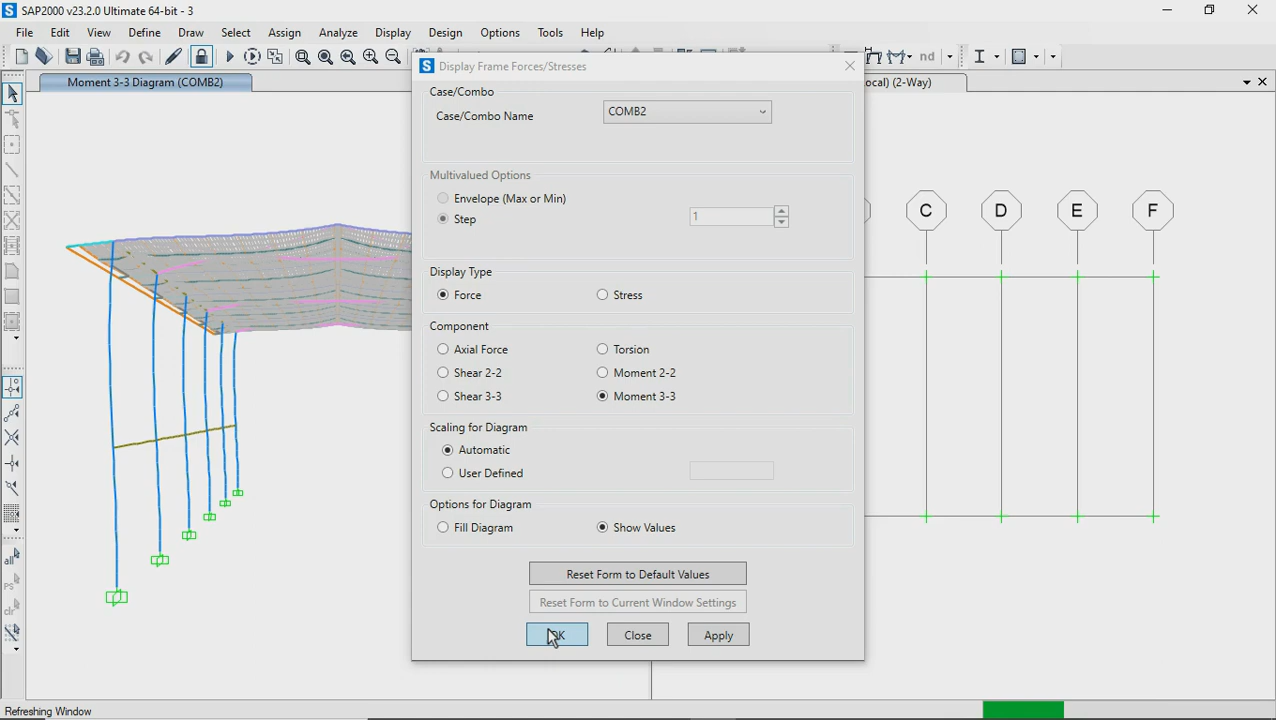 SAP2000 v23.2.0 Ultimate 64-bit - 3
File Edit View Define Draw Select Assign Analyze Display Design Options Tools Help
nd
Moment 3-3 Diagram (COMB2)
ocal) (2-Way)
Display Frame Forces/Stresses
Case/Combo
Case/Combo Name COMB2
Multivalued Options
Envelope (Max or Min)
Step 1
Display Type
Force Stress
Component
Axial Force Torsion
Shear 2-2 Moment 2-2
Shear 3-3 Moment 3-3
Scaling for Diagram
Automatic
User Defined
Options for Diagram
Fill Diagram Show Values
Reset Form to Default Values
Reset Form to Current Window Settings
OK Close Apply
C D E F
all
PS
clr
Refreshing Window